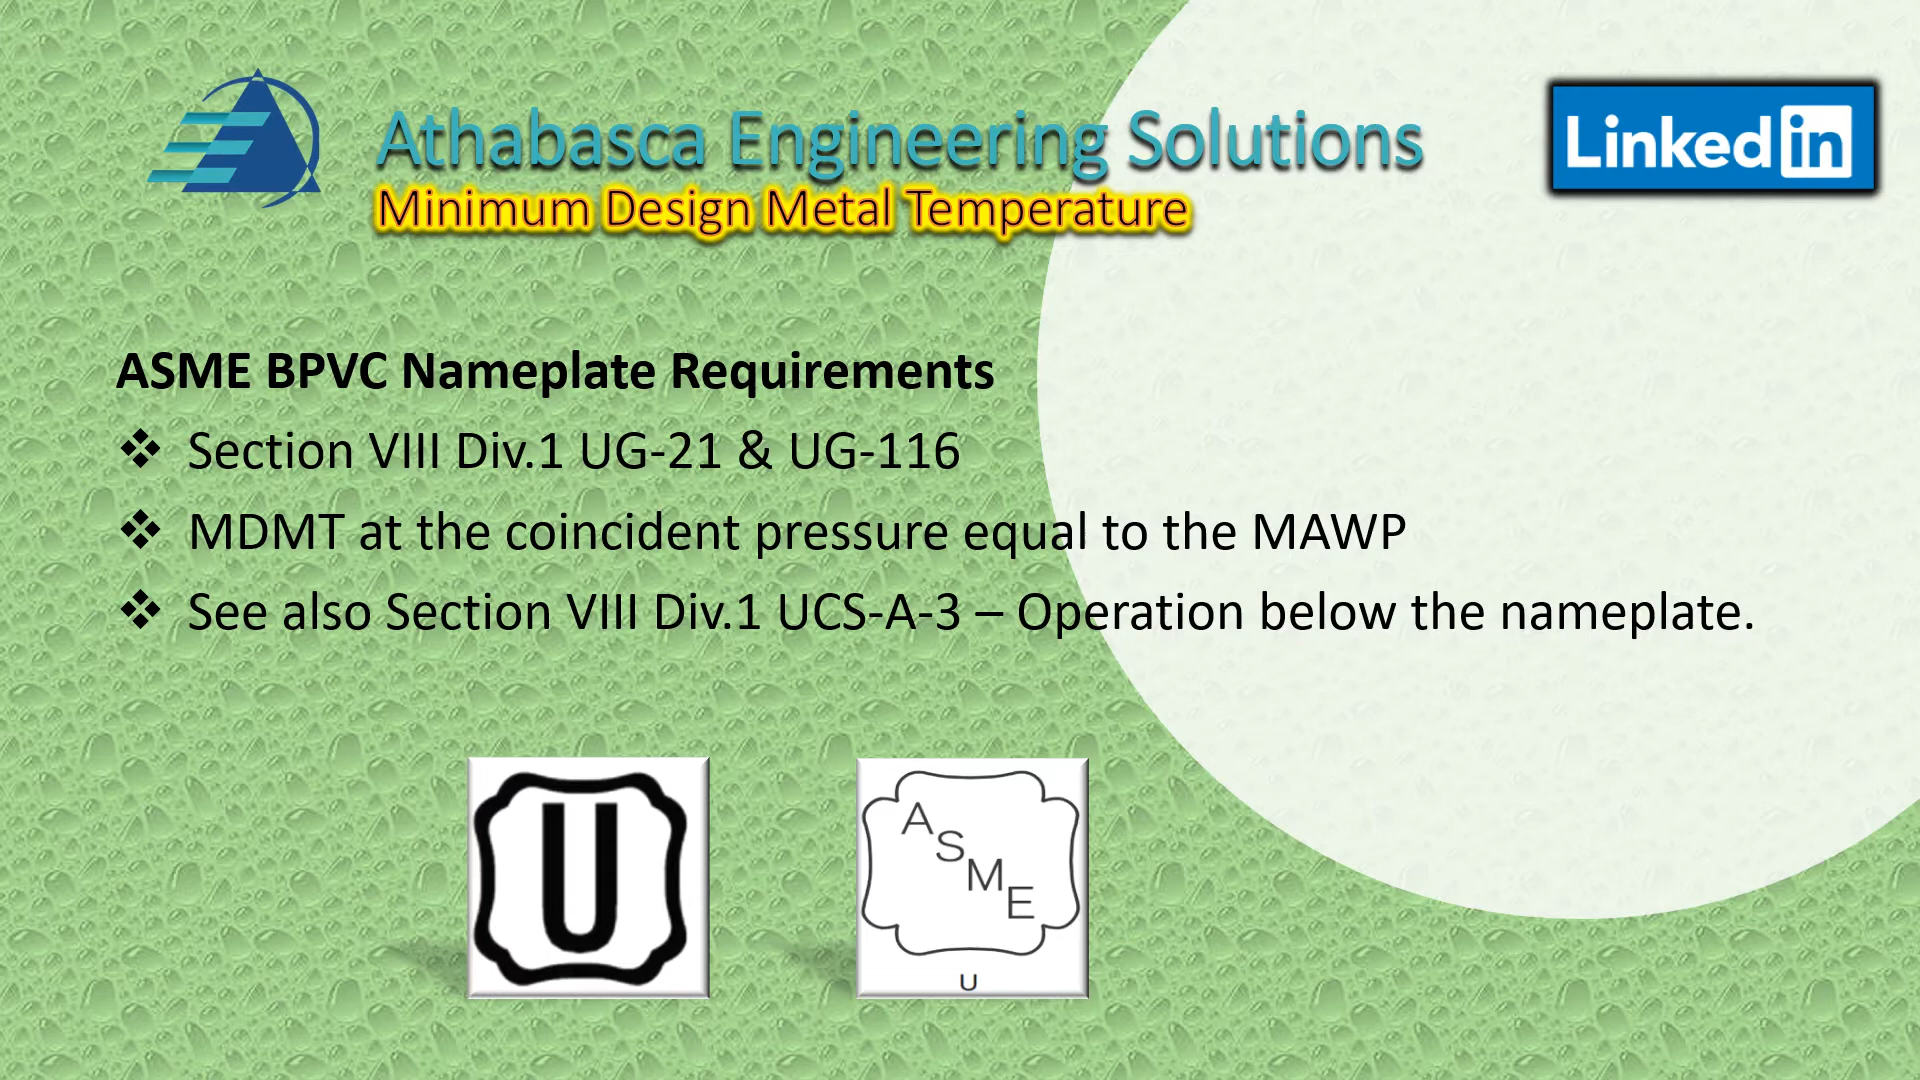 Athabasca Engineering Solutions
Linked in
Minimum Design Metal Temperature
ASME BPVC Nameplate Requirements
❖ Section VIII Div.1 UG-21 & UG-116
❖ MDMT at the coincident pressure equal to the MAWP
❖ See also Section VIII Div.1 UCS-A-3 – Operation below the nameplate.
U
ASME
U